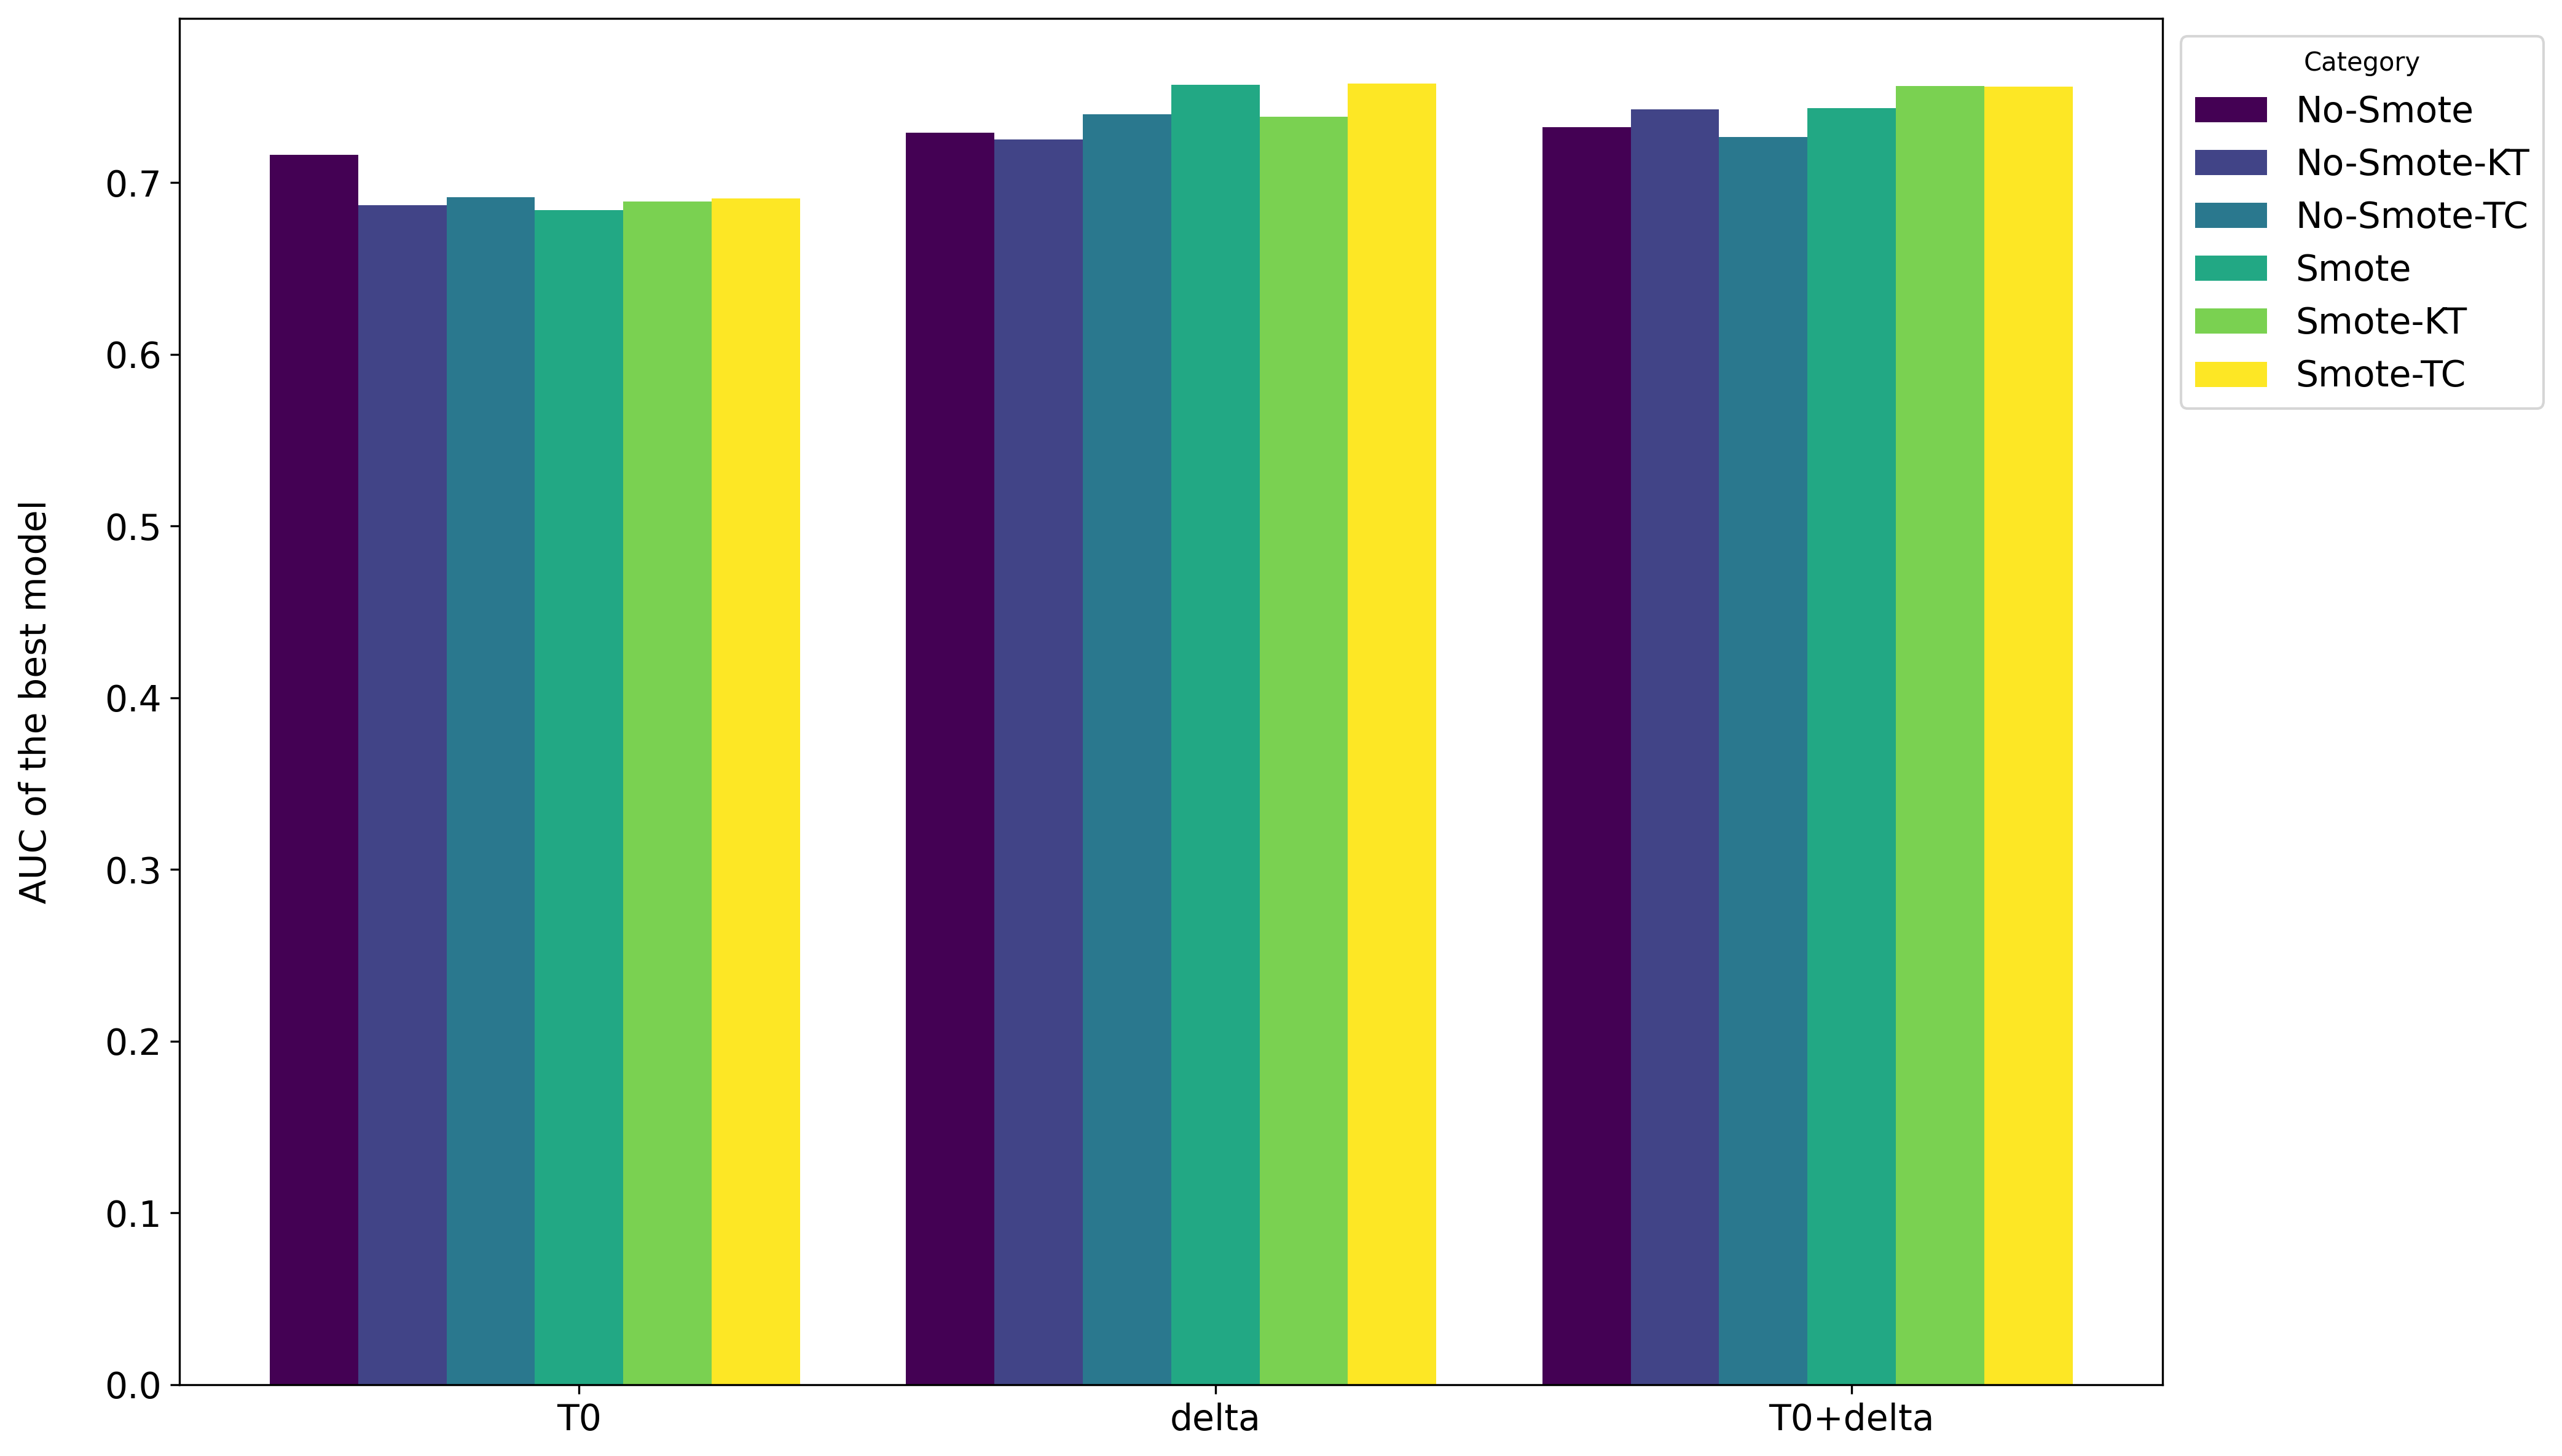 AUC of the best model
0.7
0.6
0.5
0.4
0.3
0.2
0.1
0.0
T0
delta
T0+delta
Category
No-Smote
No-Smote-KT
No-Smote-TC
Smote
Smote-KT
Smote-TC